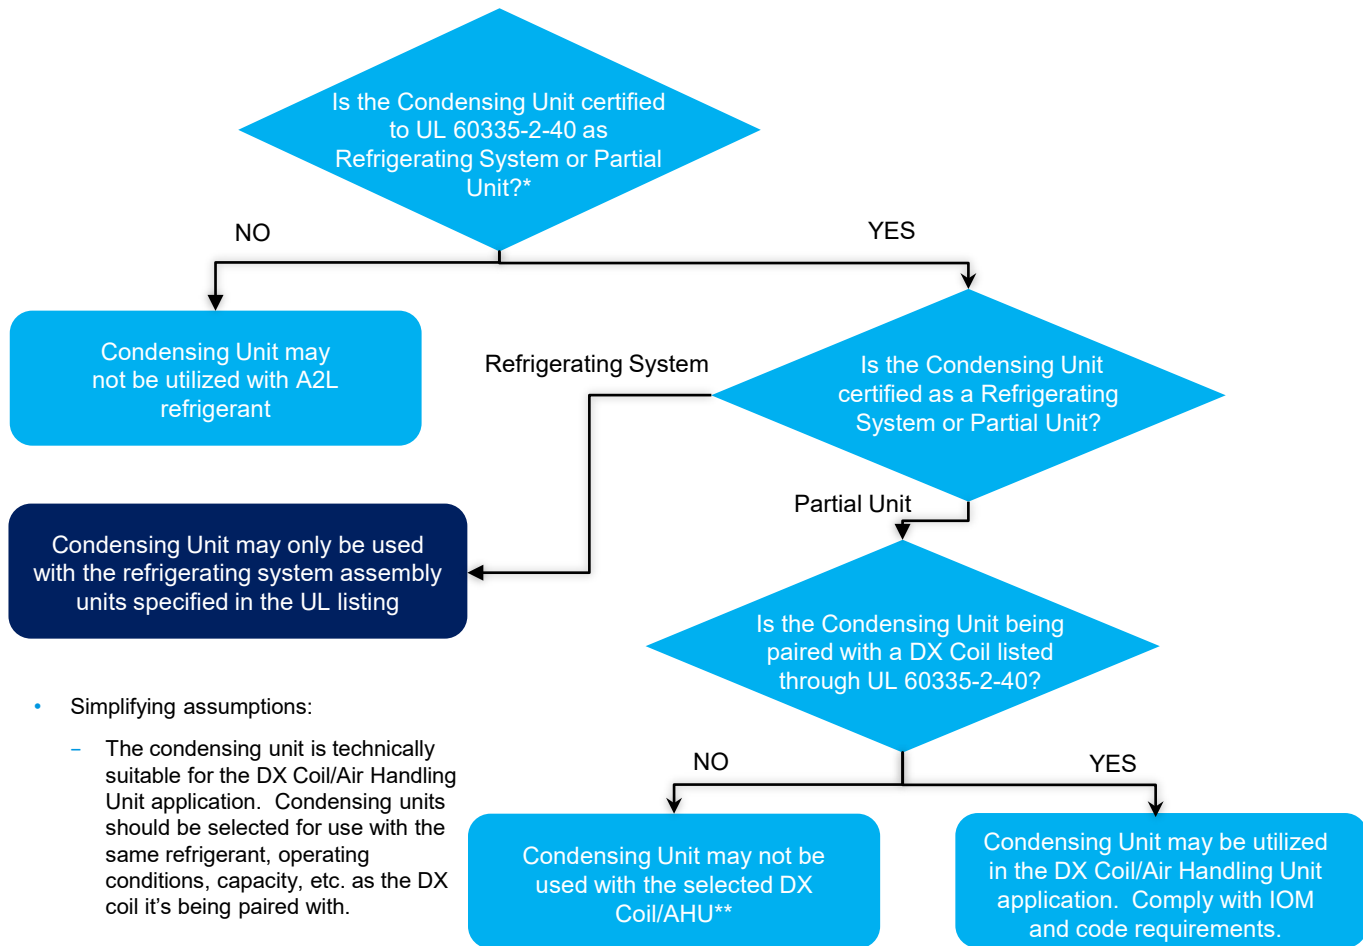 Is the Condensing Unit certified
to UL 60335-2-40 as
Refrigerating System or Partial
Unit?*
NO
YES
Condensing Unit may
not be utilized with A2L
refrigerant
Refrigerating System
Is the Condensing Unit
certified as a Refrigerating
System or Partial Unit?
Partial Unit
Condensing Unit may only be used
with the refrigerating system assembly
units specified in the UL listing
Is the Condensing Unit being
paired with a DX Coil listed
through UL 60335-2-40?
• Simplifying assumptions:
– The condensing unit is technically
suitable for the DX Coil/Air Handling
Unit application.  Condensing units
should be selected for use with the
same refrigerant, operating
conditions, capacity, etc. as the DX
coil it’s being paired with.
NO
YES
Condensing Unit may not be
used with the selected DX
Coil/AHU**
Condensing Unit may be utilized
in the DX Coil/Air Handling Unit
application.  Comply with IOM
and code requirements.